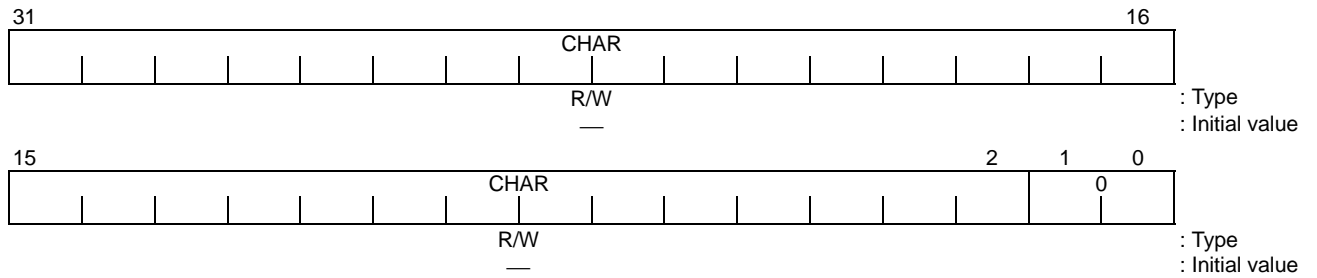 31 16
CHAR
R/W : Type
— : Initial value
15 2 1 0
CHAR 0
R/W : Type
— : Initial value